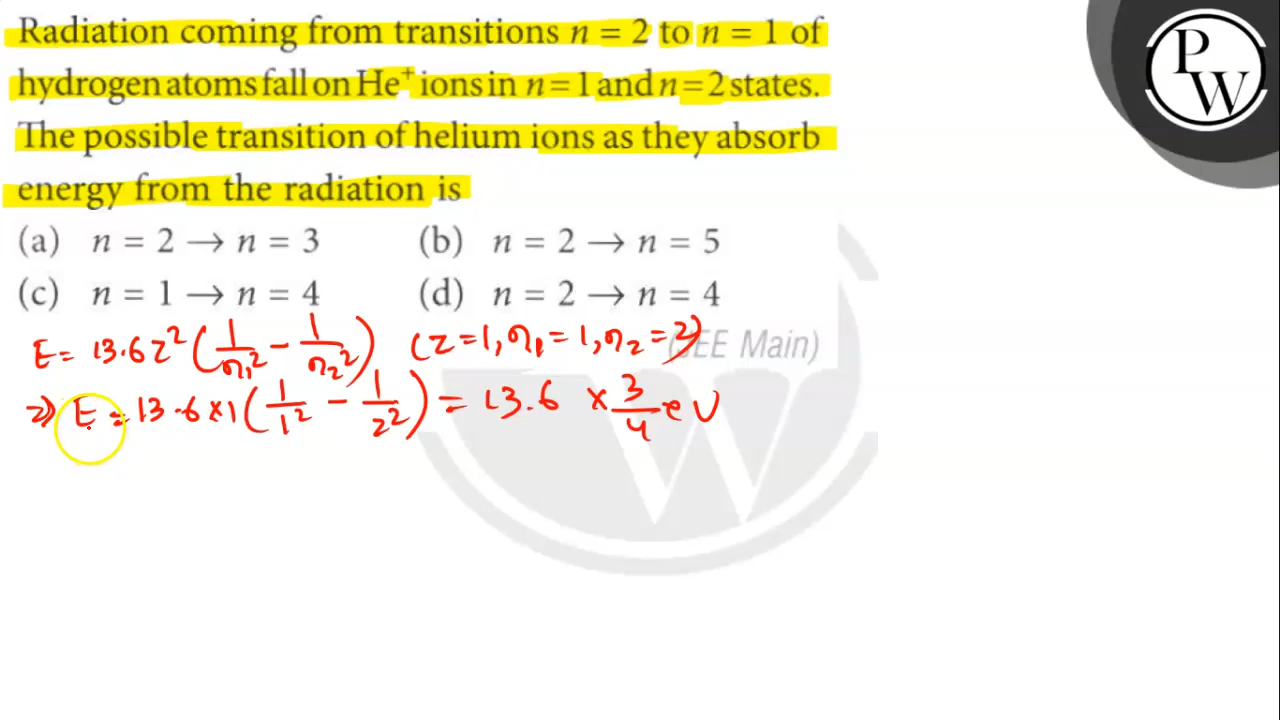 Radiation coming from transitions n = 2 to n = 1 of
hydrogen atoms fall on He⁺ ions in n = 1 and n = 2 states.
The possible transition of helium ions as they absorb
energy from the radiation is
(a) n = 2 → n = 3 (b) n = 2 → n = 5
(c) n = 1 → n = 4 (d) n = 2 → n = 4
(JEE Main)
E = 13.6 z² (1/n₁² − 1/n₂²) (z = 1, n₁ = 1, n₂ = 2)
⇒ E = 13.6 × 1 (1/1² − 1/2²) = 13.6 × 3/4 eV
P
W